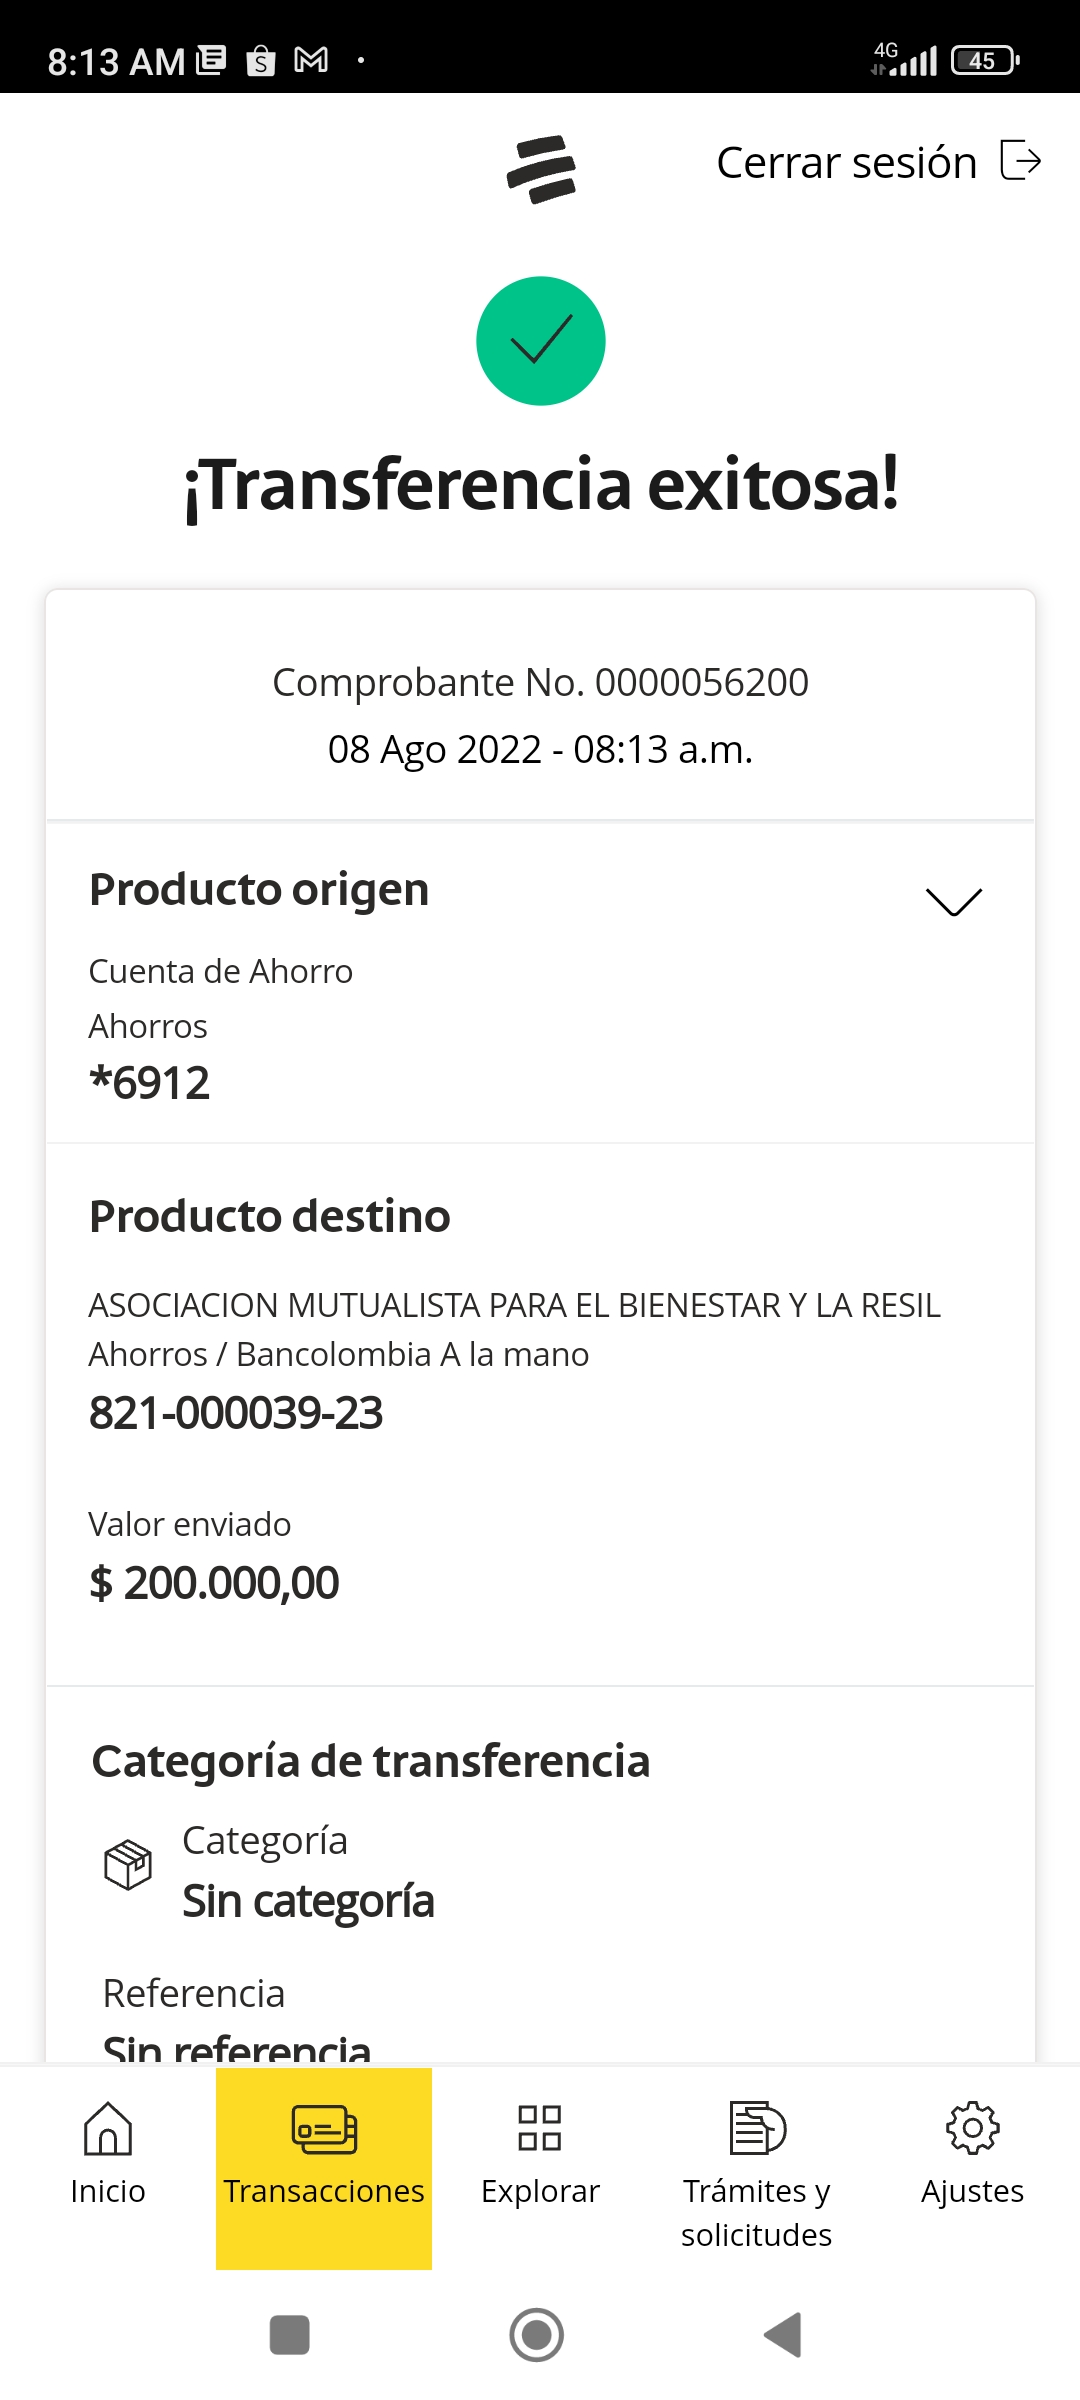 8:13 AM
4G
45
Cerrar sesión
¡Transferencia exitosa!
Comprobante No. 0000056200
08 Ago 2022 - 08:13 a.m.
Producto origen
Cuenta de Ahorro
Ahorros
*6912
Producto destino
ASOCIACION MUTUALISTA PARA EL BIENESTAR Y LA RESIL
Ahorros / Bancolombia A la mano
821-000039-23
Valor enviado
$ 200.000,00
Categoría de transferencia
Categoría
Sin categoría
Referencia
Sin referencia
Inicio
Transacciones
Explorar
Trámites y
solicitudes
Ajustes